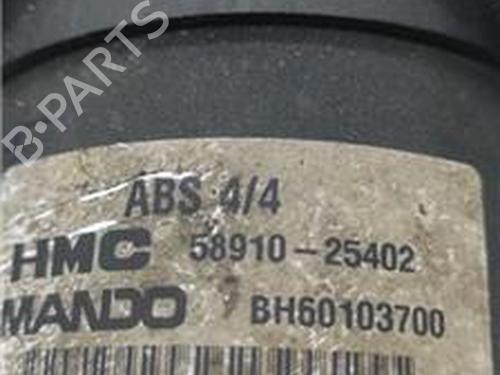 B-PARTS
ABS 4/4
HMC 58910-25402
MANDO BH60103700